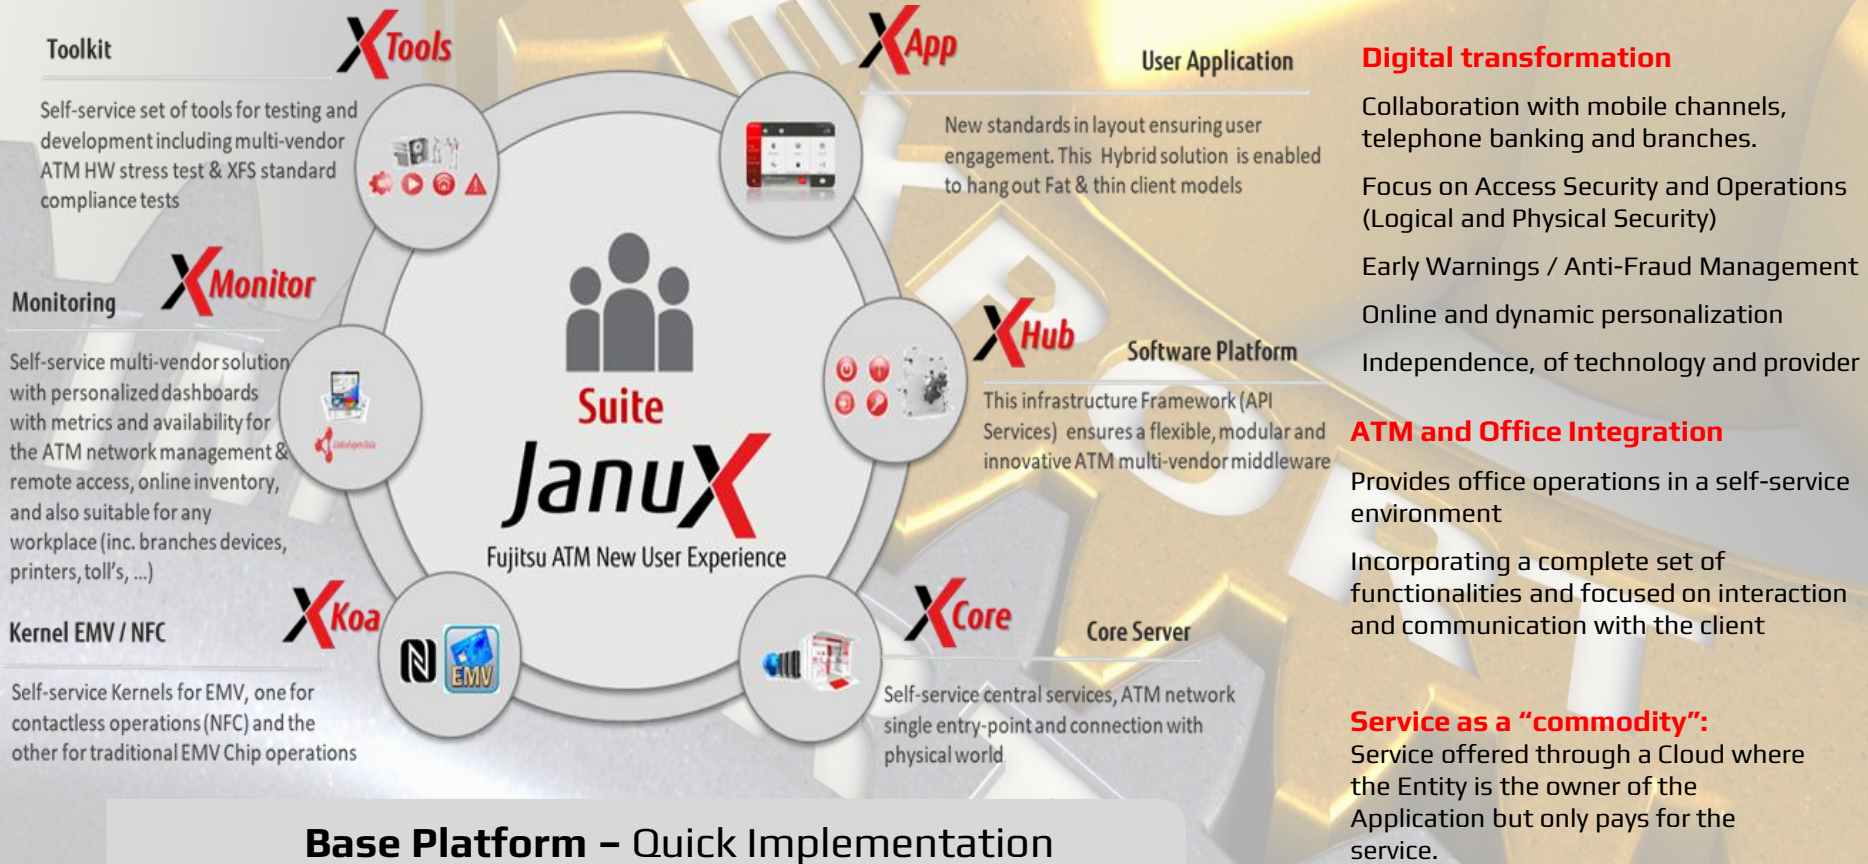 Toolkit
XTools
Self-service set of tools for testing and
development including multi-vendor
ATM HW stress test & XFS standard
compliance tests
Monitoring
XMonitor
Self-service multi-vendor solution
with personalized dashboards
with metrics and availability for
the ATM network management &
remote access, online inventory,
and also suitable for any
workplace (inc. branches devices,
printers, toll's, ...)
Kernel EMV / NFC
XKoa
Self-service Kernels for EMV, one for
contactless operations (NFC) and the
other for traditional EMV Chip operations
EMV
Suite
JanuX
Fujitsu ATM New User Experience
XApp
User Application
New standards in layout ensuring user
engagement. This Hybrid solution is enabled
to hang out Fat & thin client models
XHub
Software Platform
This infrastructure Framework (API
Services) ensures a flexible, modular and
innovative ATM multi-vendor middleware
XCore
Core Server
Self-service central services, ATM network
single entry-point and connection with
physical world
Base Platform – Quick Implementation
Digital transformation
Collaboration with mobile channels,
telephone banking and branches.
Focus on Access Security and Operations
(Logical and Physical Security)
Early Warnings / Anti-Fraud Management
Online and dynamic personalization
Independence, of technology and provider
ATM and Office Integration
Provides office operations in a self-service
environment
Incorporating a complete set of
functionalities and focused on interaction
and communication with the client
Service as a “commodity”:
Service offered through a Cloud where
the Entity is the owner of the
Application but only pays for the
service.